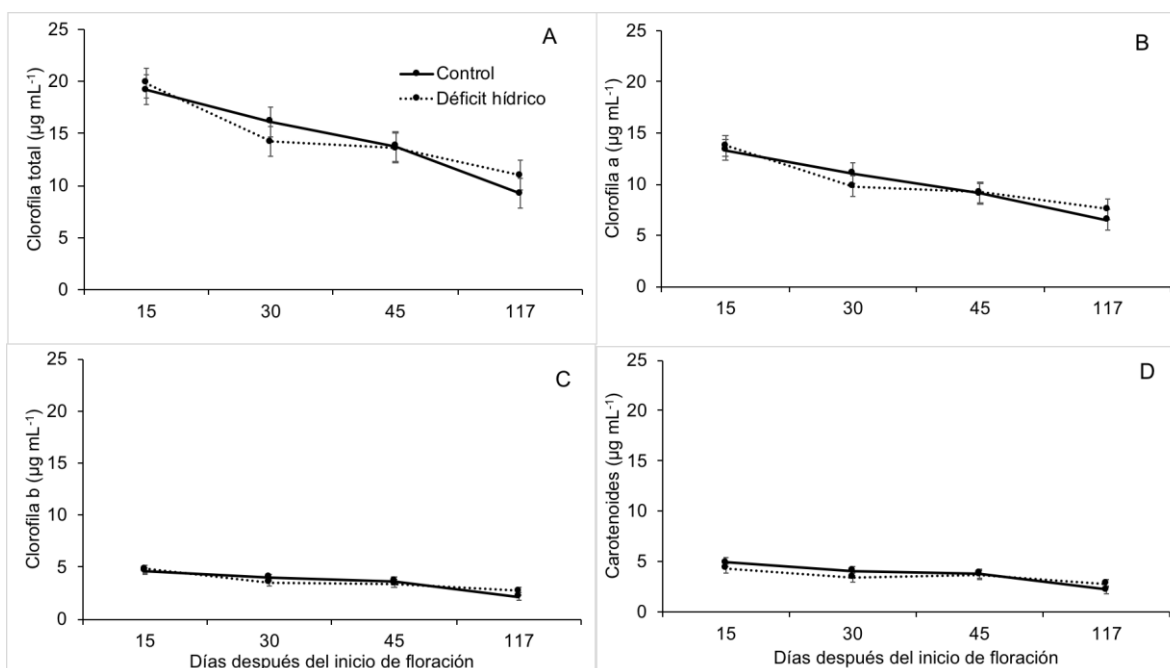 A
Clorofila total (µg mL⁻¹)
25
20
15
10
5
0
Control
Déficit hídrico
15 30 45 117
B
Clorofila a (µg mL⁻¹)
25
20
15
10
5
0
15 30 45 117
C
Clorofila b (µg mL⁻¹)
25
20
15
10
5
0
15 30 45 117
Días después del inicio de floración
D
Carotenoides (µg mL⁻¹)
25
20
15
10
5
0
15 30 45 117
Días después del inicio de floración